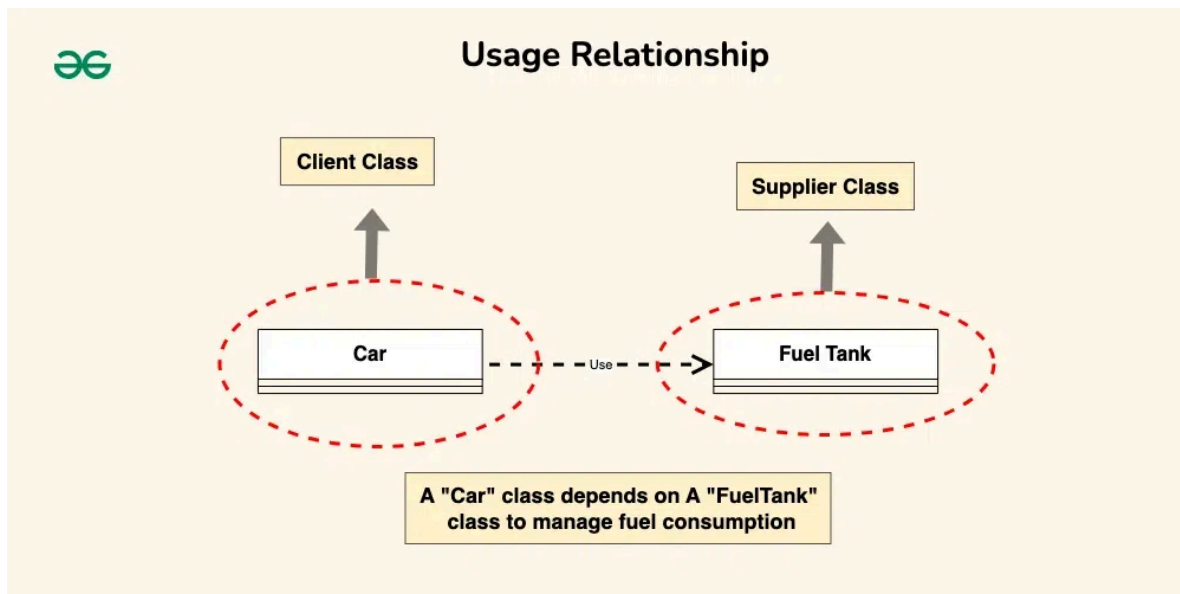 Usage Relationship
Client Class
Supplier Class
Car
Use
Fuel Tank
A "Car" class depends on A "FuelTank"
class to manage fuel consumption